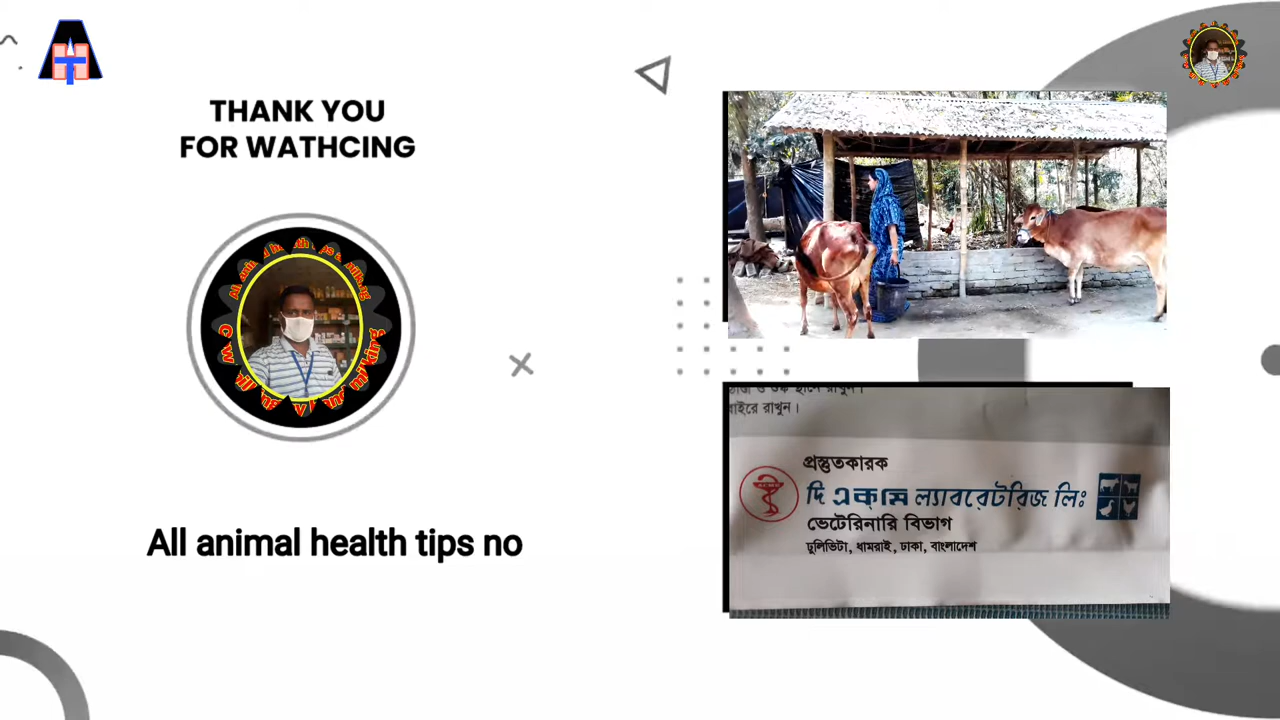 THANK YOU
FOR WATHCING
All animal health tips no
বাইরে রাখুন।
প্রস্তুতকারক
দি একমি ল্যাবরেটরিজ লিঃ
ভেটেরিনারি বিভাগ
ঢুলিভিটা, ধামরাই, ঢাকা, বাংলাদেশ